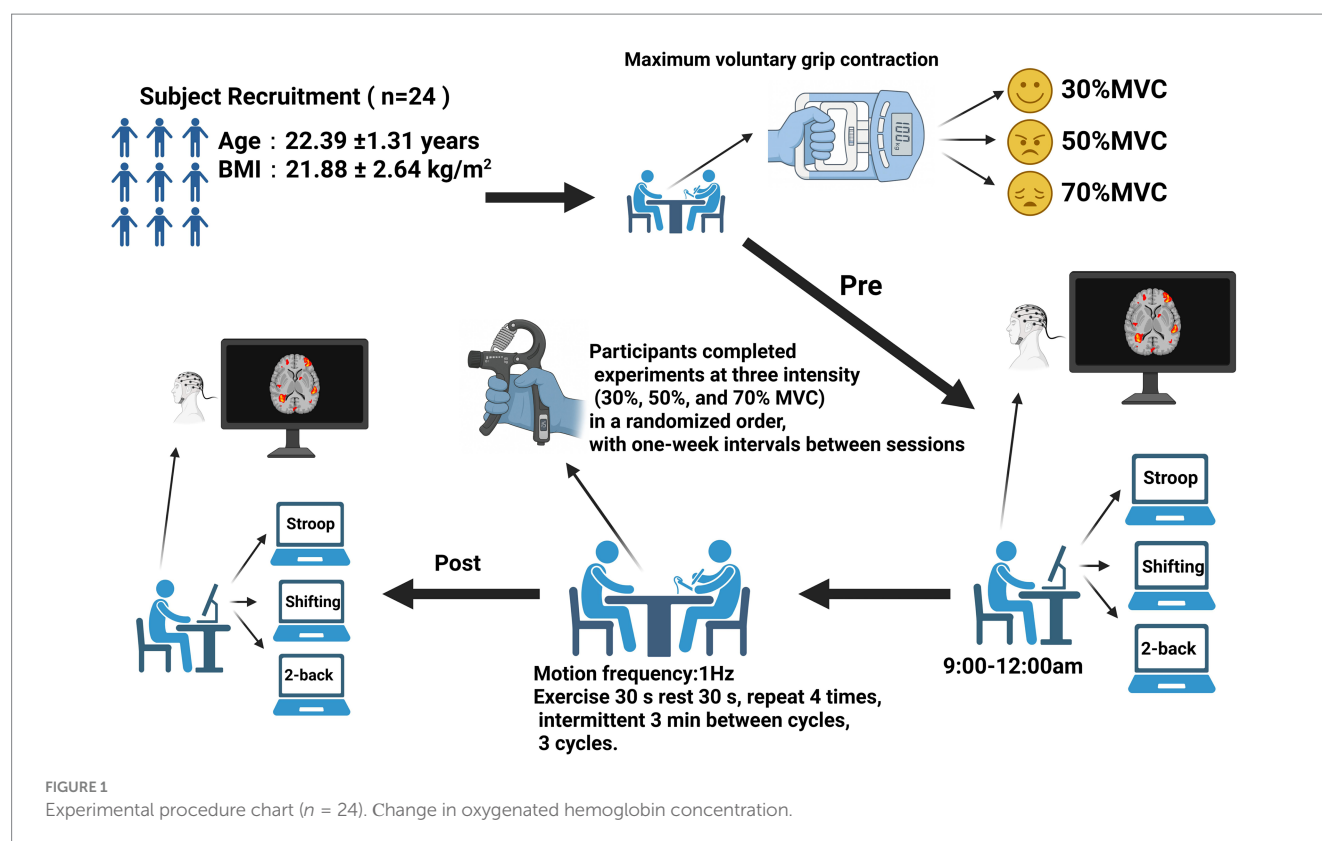 Subject Recruitment ( n=24 )
Age : 22.39 ±1.31 years
BMI : 21.88 ± 2.64 kg/m²
Maximum voluntary grip contraction
100 kg
30%MVC
50%MVC
70%MVC
Pre
Participants completed
experiments at three intensity
(30%, 50%, and 70% MVC)
in a randomized order,
with one-week intervals between sessions
Stroop
Shifting
2-back
9:00-12:00am
Motion frequency:1Hz
Exercise 30 s rest 30 s, repeat 4 times,
intermittent 3 min between cycles,
3 cycles.
Post
Stroop
Shifting
2-back
FIGURE 1
Experimental procedure chart (n = 24). Change in oxygenated hemoglobin concentration.